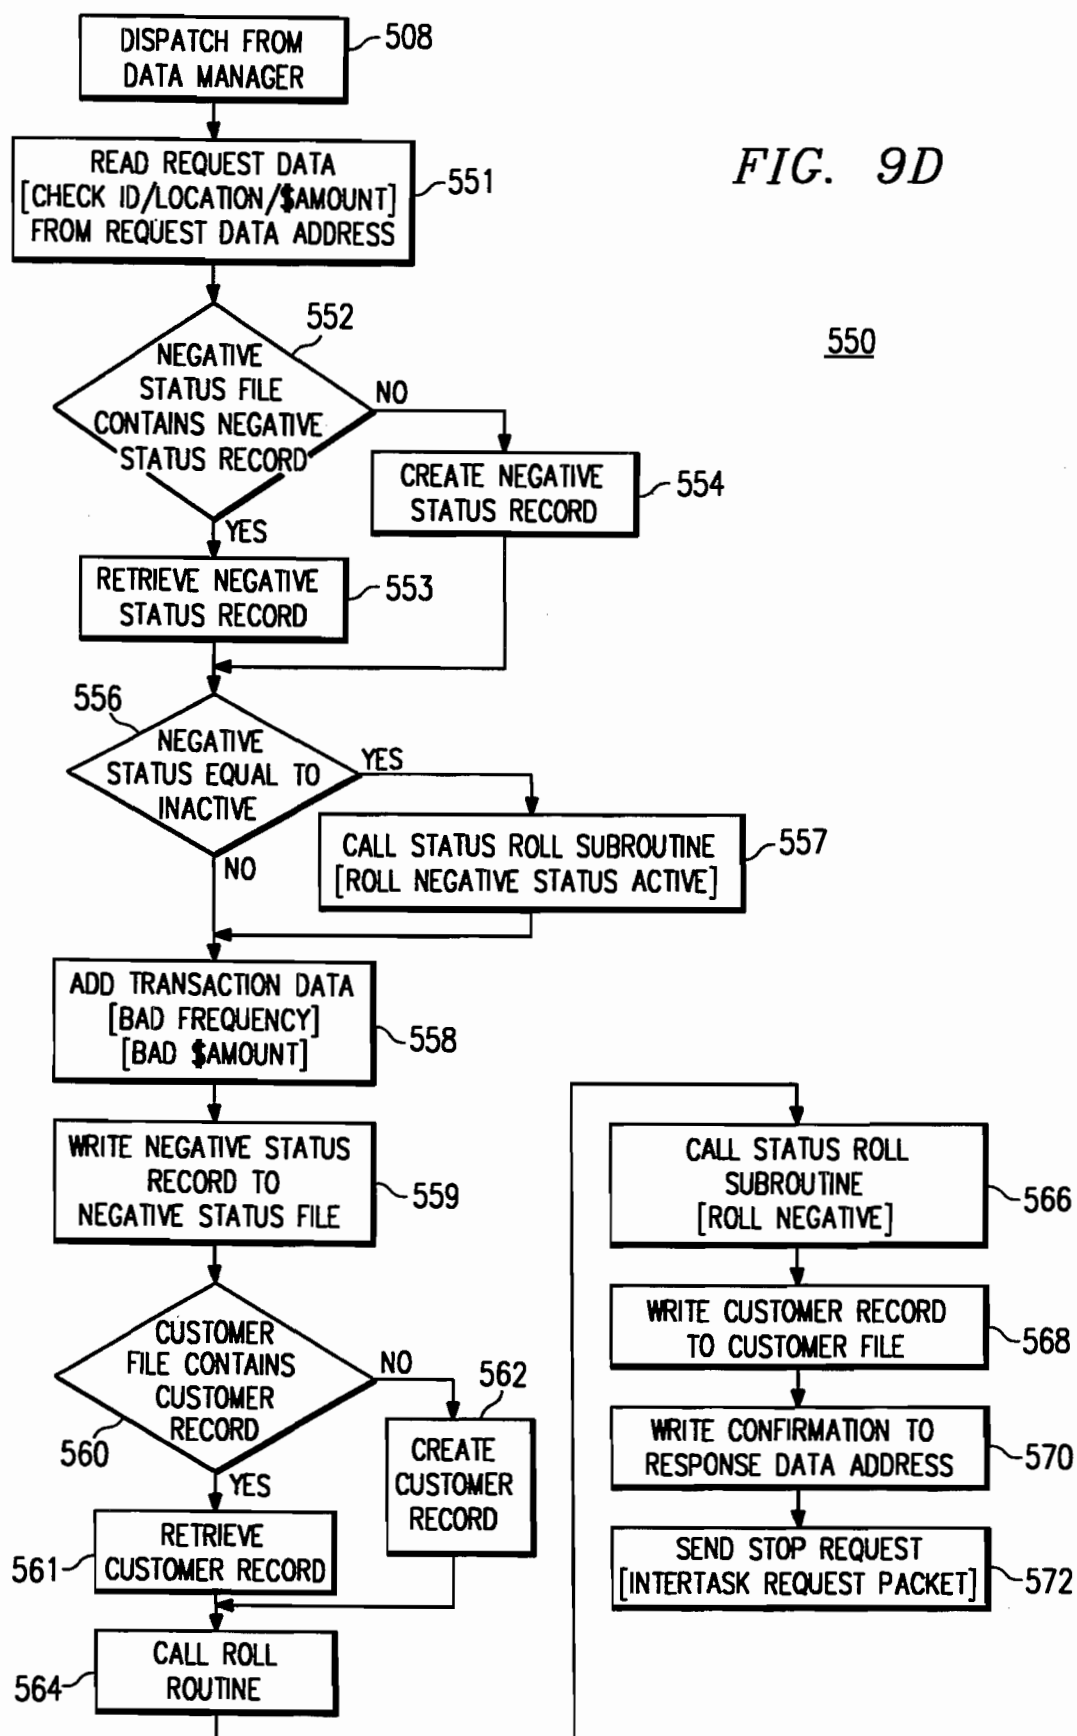 DISPATCH FROM
DATA MANAGER
508
READ REQUEST DATA
[CHECK ID/LOCATION/$AMOUNT]
FROM REQUEST DATA ADDRESS
551
FIG. 9D
550
552
NEGATIVE
STATUS FILE
CONTAINS NEGATIVE
STATUS RECORD
NO
YES
CREATE NEGATIVE
STATUS RECORD
554
RETRIEVE NEGATIVE
STATUS RECORD
553
556
NEGATIVE
STATUS EQUAL TO
INACTIVE
YES
NO
CALL STATUS ROLL SUBROUTINE
[ROLL NEGATIVE STATUS ACTIVE]
557
ADD TRANSACTION DATA
[BAD FREQUENCY]
[BAD $AMOUNT]
558
WRITE NEGATIVE STATUS
RECORD TO
NEGATIVE STATUS FILE
559
CUSTOMER
FILE CONTAINS
CUSTOMER
RECORD
560
NO
YES
562
CREATE
CUSTOMER
RECORD
RETRIEVE
CUSTOMER RECORD
561
CALL ROLL
ROUTINE
564
CALL STATUS ROLL
SUBROUTINE
[ROLL NEGATIVE]
566
WRITE CUSTOMER RECORD
TO CUSTOMER FILE
568
WRITE CONFIRMATION TO
RESPONSE DATA ADDRESS
570
SEND STOP REQUEST
[INTERTASK REQUEST PACKET]
572